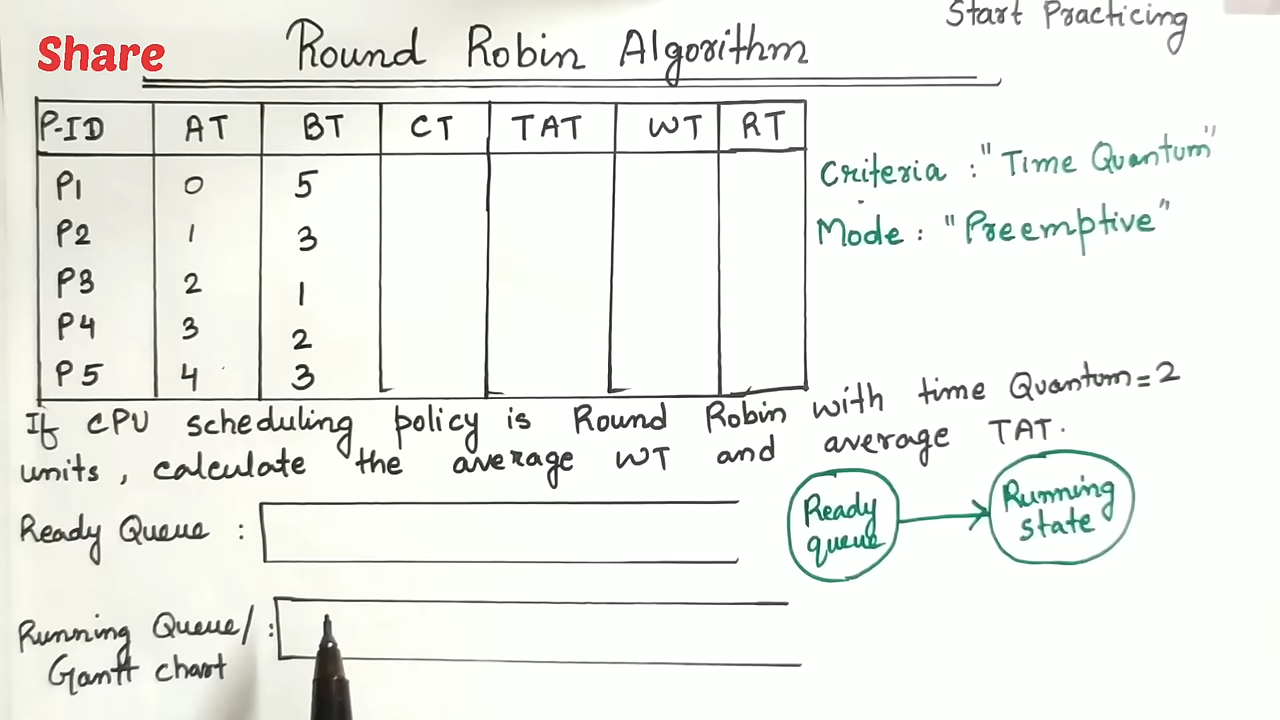 Start Practicing
Share
Round Robin Algorithm
P-ID AT BT CT TAT WT RT
P1 0 5
P2 1 3
P3 2 1
P4 3 2
P5 4 3
Criteria : "Time Quantum"
Mode : "Preemptive"
If CPU scheduling policy is Round Robin with time Quantum = 2
units, calculate the average WT and average TAT.
Ready Queue :
Ready
queue
Running
state
Running Queue/ :
Gantt chart